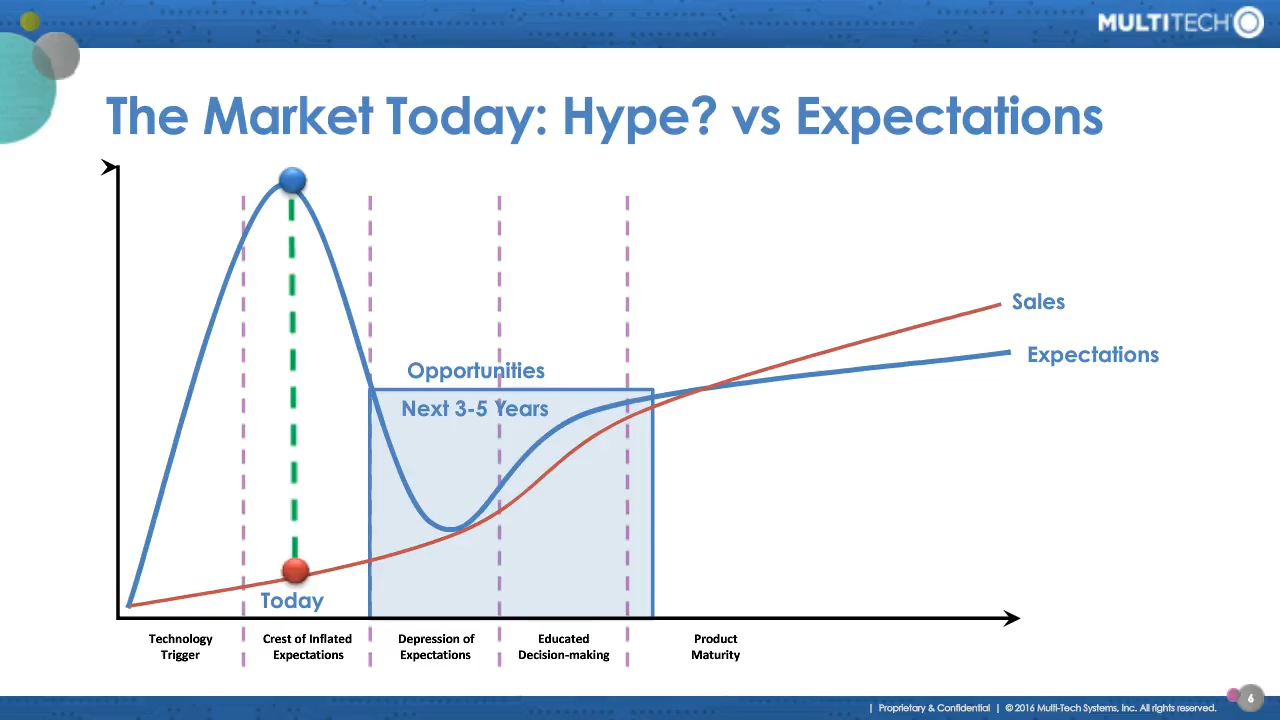 MULTITECH
The Market Today: Hype? vs Expectations
Sales
Expectations
Opportunities
Next 3-5 Years
Today
Technology
Trigger
Crest of Inflated
Expectations
Depression of
Expectations
Educated
Decision-making
Product
Maturity
| Proprietary & Confidential | © 2016 Multi-Tech Systems, Inc. All rights reserved.
6